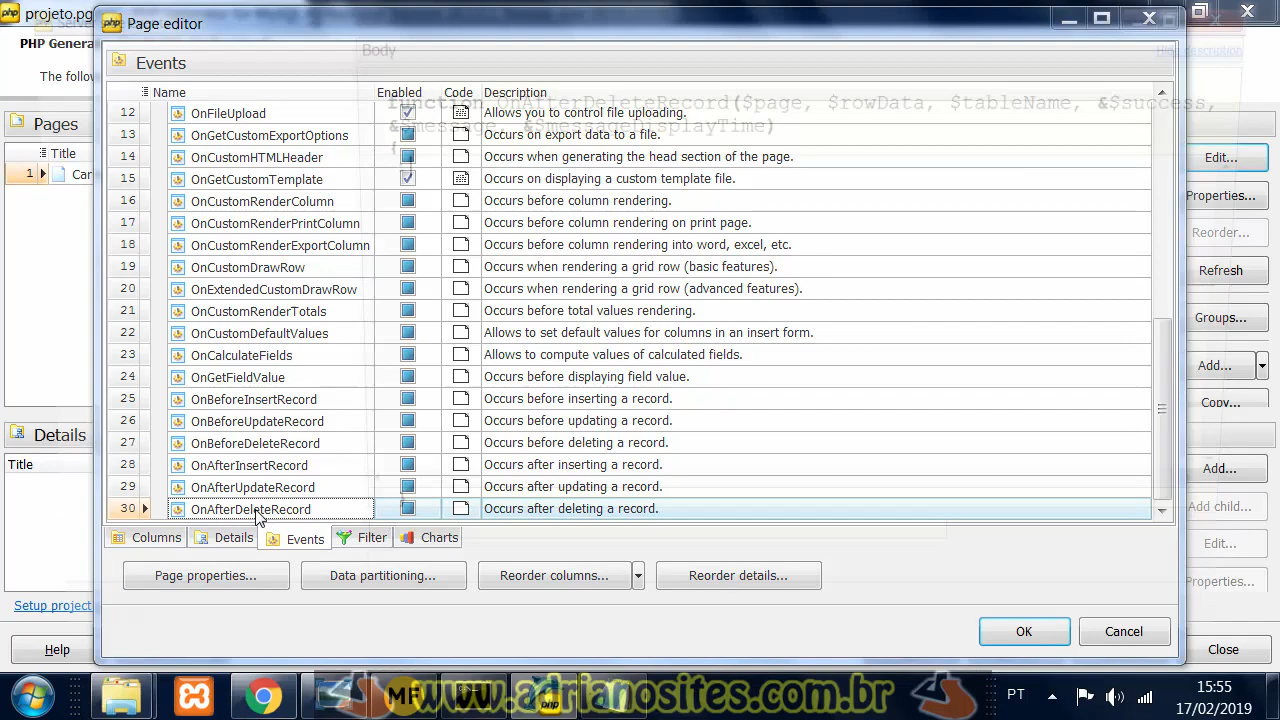 projeto.pg
Page editor
PHP Genera
The follow
Body
Events
Pages
Title
1 Car
Details
Title
Setup project
Help
Name Enabled Code Description
function OnAfterDeleteRecord($page, $rowData, $tableName, &$success,
&$message, &$messageDisplayTime)
{
12 OnFileUpload Allows you to control file uploading.
13 OnGetCustomExportOptions Occurs on export data to a file.
14 OnCustomHTMLHeader Occurs when generating the head section of the page.
15 OnGetCustomTemplate Occurs on displaying a custom template file.
16 OnCustomRenderColumn Occurs before column rendering.
17 OnCustomRenderPrintColumn Occurs before column rendering on print page.
18 OnCustomRenderExportColumn Occurs before column rendering into word, excel, etc.
19 OnCustomDrawRow Occurs when rendering a grid row (basic features).
20 OnExtendedCustomDrawRow Occurs when rendering a grid row (advanced features).
21 OnCustomRenderTotals Occurs before total values rendering.
22 OnCustomDefaultValues Allows to set default values for columns in an insert form.
23 OnCalculateFields Allows to compute values of calculated fields.
24 OnGetFieldValue Occurs before displaying field value.
25 OnBeforeInsertRecord Occurs before inserting a record.
26 OnBeforeUpdateRecord Occurs before updating a record.
27 OnBeforeDeleteRecord Occurs before deleting a record.
28 OnAfterInsertRecord Occurs after inserting a record.
29 OnAfterUpdateRecord Occurs after updating a record.
30 OnAfterDeleteRecord Occurs after deleting a record.
Columns Details Events Filter Charts
Page properties... Data partitioning... Reorder columns... Reorder details...
OK Cancel
Edit...
Properties...
Reorder...
Refresh
Groups...
Add...
Copy...
Add...
Add child...
Edit...
Properties...
Close
www.adrimosirc.com.br
PT
15:55
17/02/2019